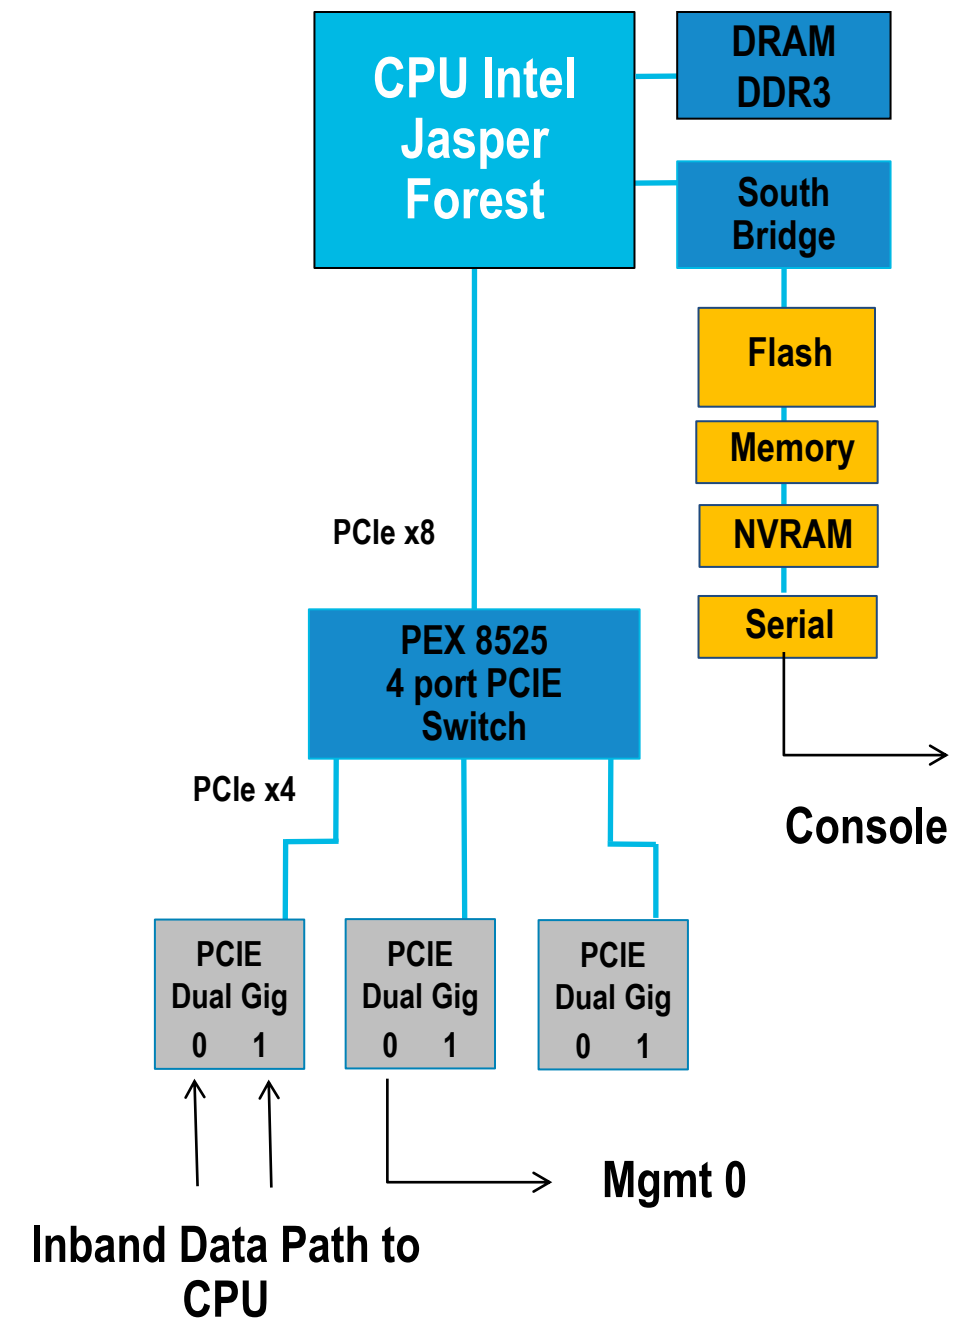 CPU Intel
Jasper
Forest
DRAM
DDR3
South
Bridge
Flash
Memory
NVRAM
Serial
Console
PCIe x8
PEX 8525
4 port PCIE
Switch
PCIe x4
PCIE
Dual Gig
0 1
PCIE
Dual Gig
0 1
PCIE
Dual Gig
0 1
Mgmt 0
Inband Data Path to
CPU